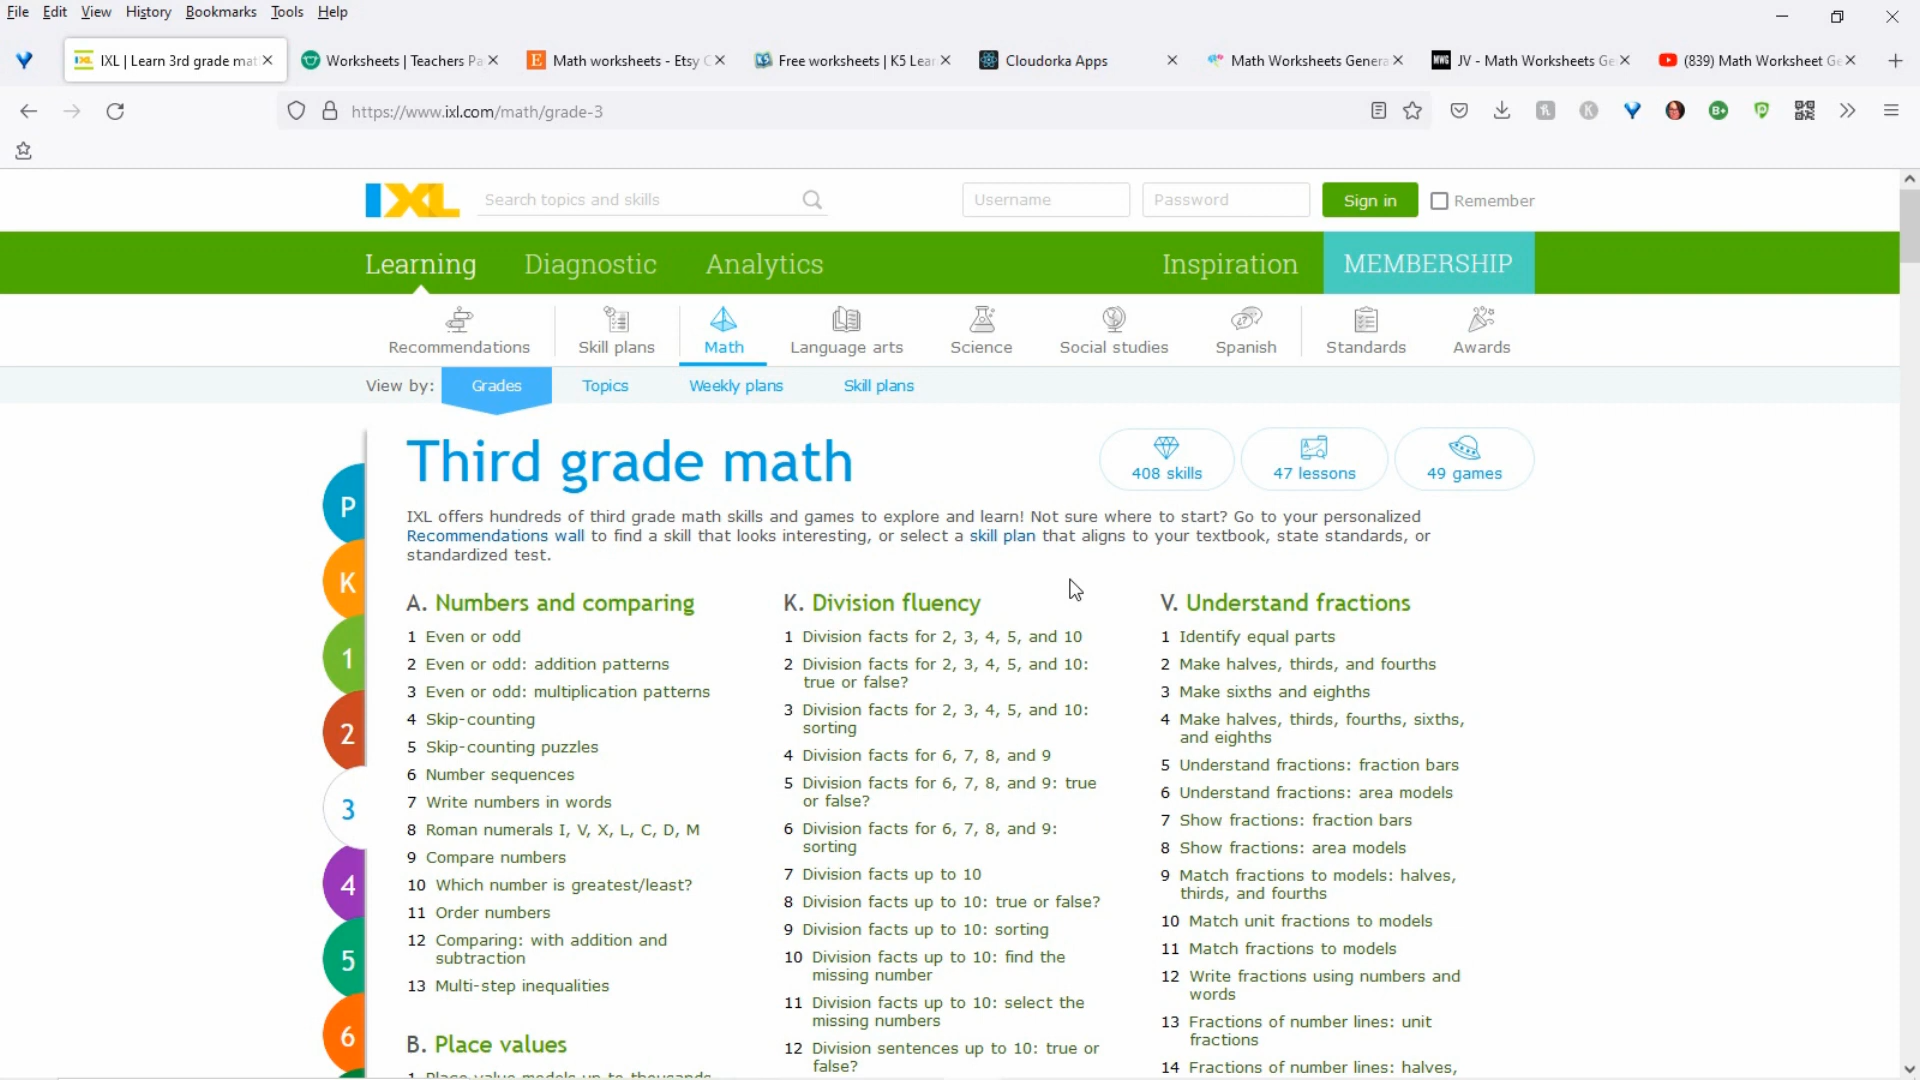 File Edit View History Bookmarks Tools Help
IXL | Learn 3rd grade mat
Worksheets | Teachers Pa
Math worksheets - Etsy C
Free worksheets | K5 Lear
Cloudorka Apps
Math Worksheets Genera
JV - Math Worksheets Ge
(839) Math Worksheet Ge
https://www.ixl.com/math/grade-3
IXL
Search topics and skills
Username
Password
Sign in
Remember
Learning
Diagnostic
Analytics
Inspiration
MEMBERSHIP
Recommendations
Skill plans
Math
Language arts
Science
Social studies
Spanish
Standards
Awards
View by:
Grades
Topics
Weekly plans
Skill plans
P
K
1
2
3
4
5
6
Third grade math
408 skills
47 lessons
49 games
IXL offers hundreds of third grade math skills and games to explore and learn! Not sure where to start? Go to your personalized
Recommendations wall to find a skill that looks interesting, or select a skill plan that aligns to your textbook, state standards, or
standardized test.
A. Numbers and comparing
1 Even or odd
2 Even or odd: addition patterns
3 Even or odd: multiplication patterns
4 Skip-counting
5 Skip-counting puzzles
6 Number sequences
7 Write numbers in words
8 Roman numerals I, V, X, L, C, D, M
9 Compare numbers
10 Which number is greatest/least?
11 Order numbers
12 Comparing: with addition and
subtraction
13 Multi-step inequalities
B. Place values
1 Place value models up to thousands
K. Division fluency
1 Division facts for 2, 3, 4, 5, and 10
2 Division facts for 2, 3, 4, 5, and 10:
true or false?
3 Division facts for 2, 3, 4, 5, and 10:
sorting
4 Division facts for 6, 7, 8, and 9
5 Division facts for 6, 7, 8, and 9: true
or false?
6 Division facts for 6, 7, 8, and 9:
sorting
7 Division facts up to 10
8 Division facts up to 10: true or false?
9 Division facts up to 10: sorting
10 Division facts up to 10: find the
missing number
11 Division facts up to 10: select the
missing numbers
12 Division sentences up to 10: true or
false?
V. Understand fractions
1 Identify equal parts
2 Make halves, thirds, and fourths
3 Make sixths and eighths
4 Make halves, thirds, fourths, sixths,
and eighths
5 Understand fractions: fraction bars
6 Understand fractions: area models
7 Show fractions: fraction bars
8 Show fractions: area models
9 Match fractions to models: halves,
thirds, and fourths
10 Match unit fractions to models
11 Match fractions to models
12 Write fractions using numbers and
words
13 Fractions of number lines: unit
fractions
14 Fractions of number lines: halves,